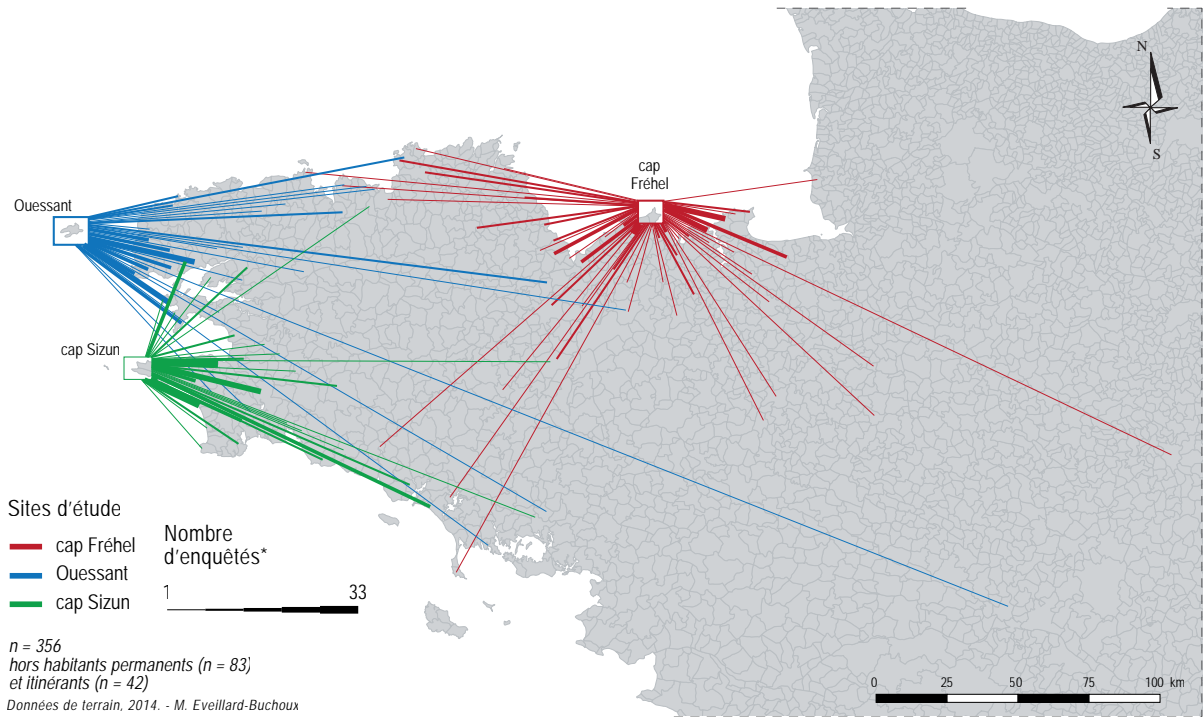 N
S
cap
Fréhel
Ouessant
cap Sizun
Sites d'étude
cap Fréhel
Ouessant
cap Sizun
Nombre
d'enquêtés*
1 33
n = 356
hors habitants permanents (n = 83)
et itinérants (n = 42)
Données de terrain, 2014. - M. Eveillard-Buchoux
0 25 50 75 100 km